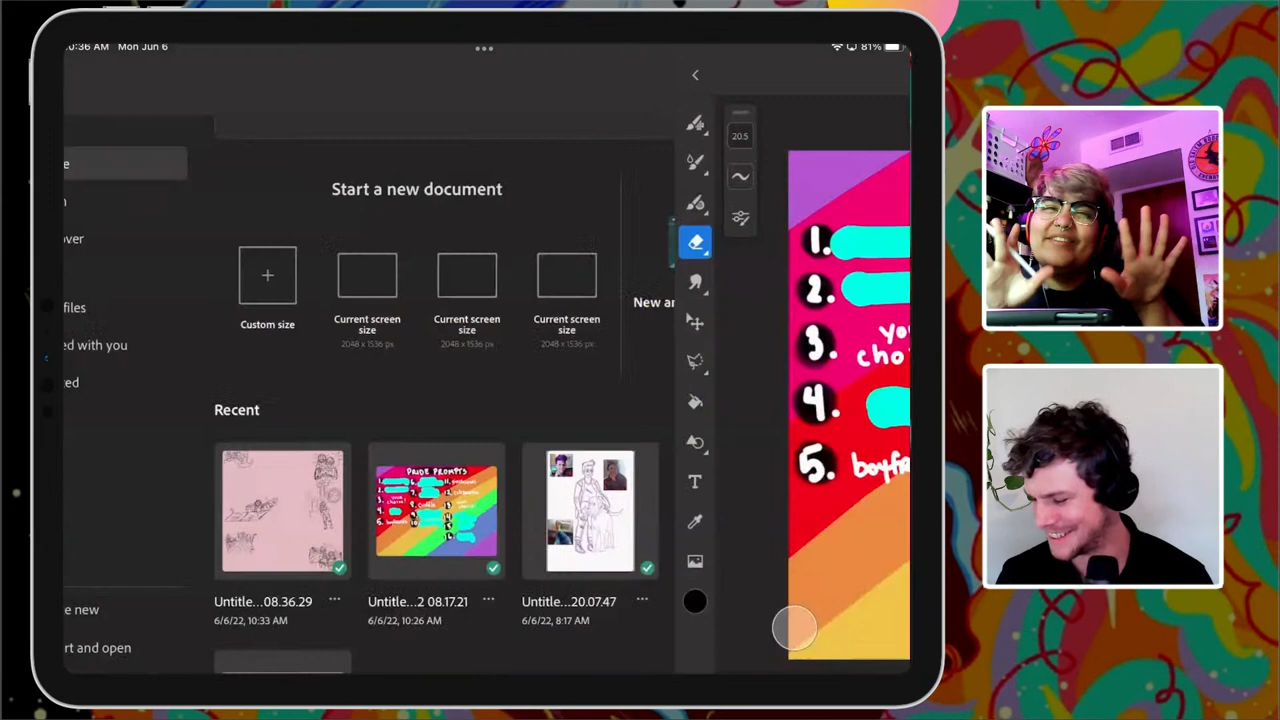 :36 AM Mon Jun 6
81%
e
n
over
files
ed with you
ted
e new
rt and open
Start a new document
Custom size
Current screen
size
2048 x 1536 px
Current screen
size
2048 x 1536 px
Current screen
size
2048 x 1536 px
New an
Recent
PRIDE PROMPTS
Untitle...08.36.29
6/6/22, 10:33 AM
Untitle...2 08.17.21
6/6/22, 10:26 AM
Untitle...20.07.47
6/6/22, 8:17 AM
20.5
T
1.
2.
3. yo
cho
4.
5. boyfr